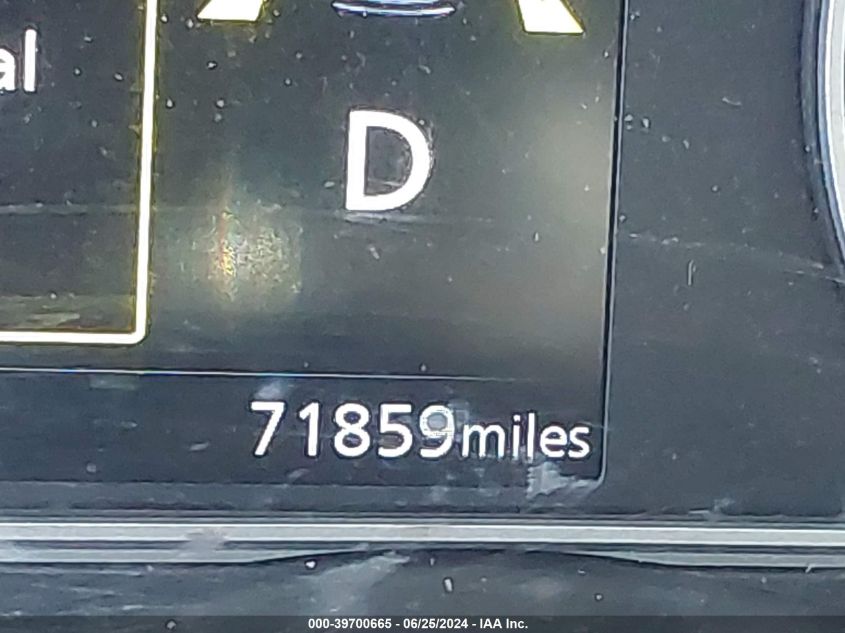 al
D
71859miles
000-39700665 - 06/25/2024 - IAA Inc.